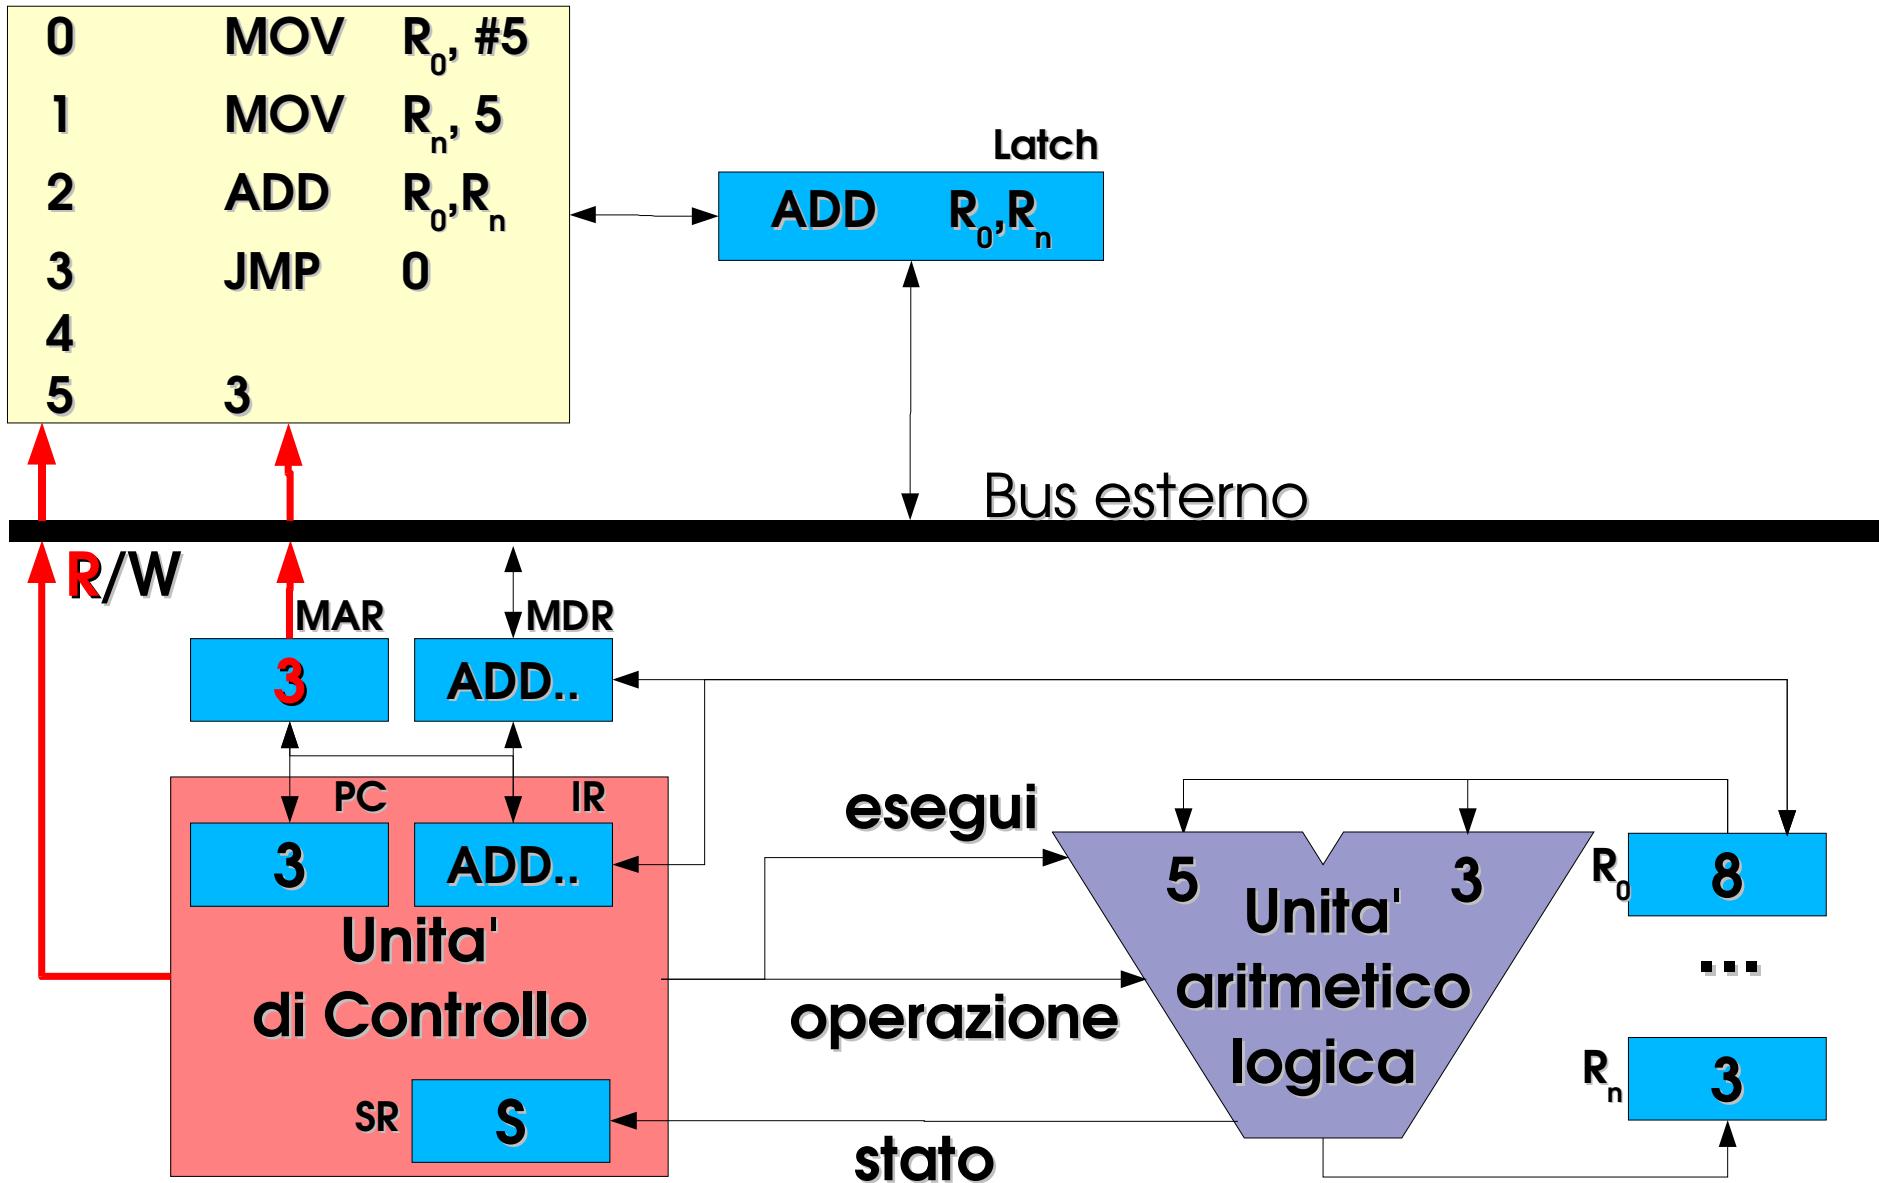 0 MOV R0, #5
1 MOV Rn, 5
2 ADD R0,Rn
3 JMP 0
4
5 3
Latch
ADD R0,Rn
Bus esterno
R/W
MAR
3
MDR
ADD..
PC
3
IR
ADD..
Unita'
di Controllo
SR
S
esegui
operazione
stato
5
3
Unita'
aritmetico
logica
R0
8
...
Rn
3